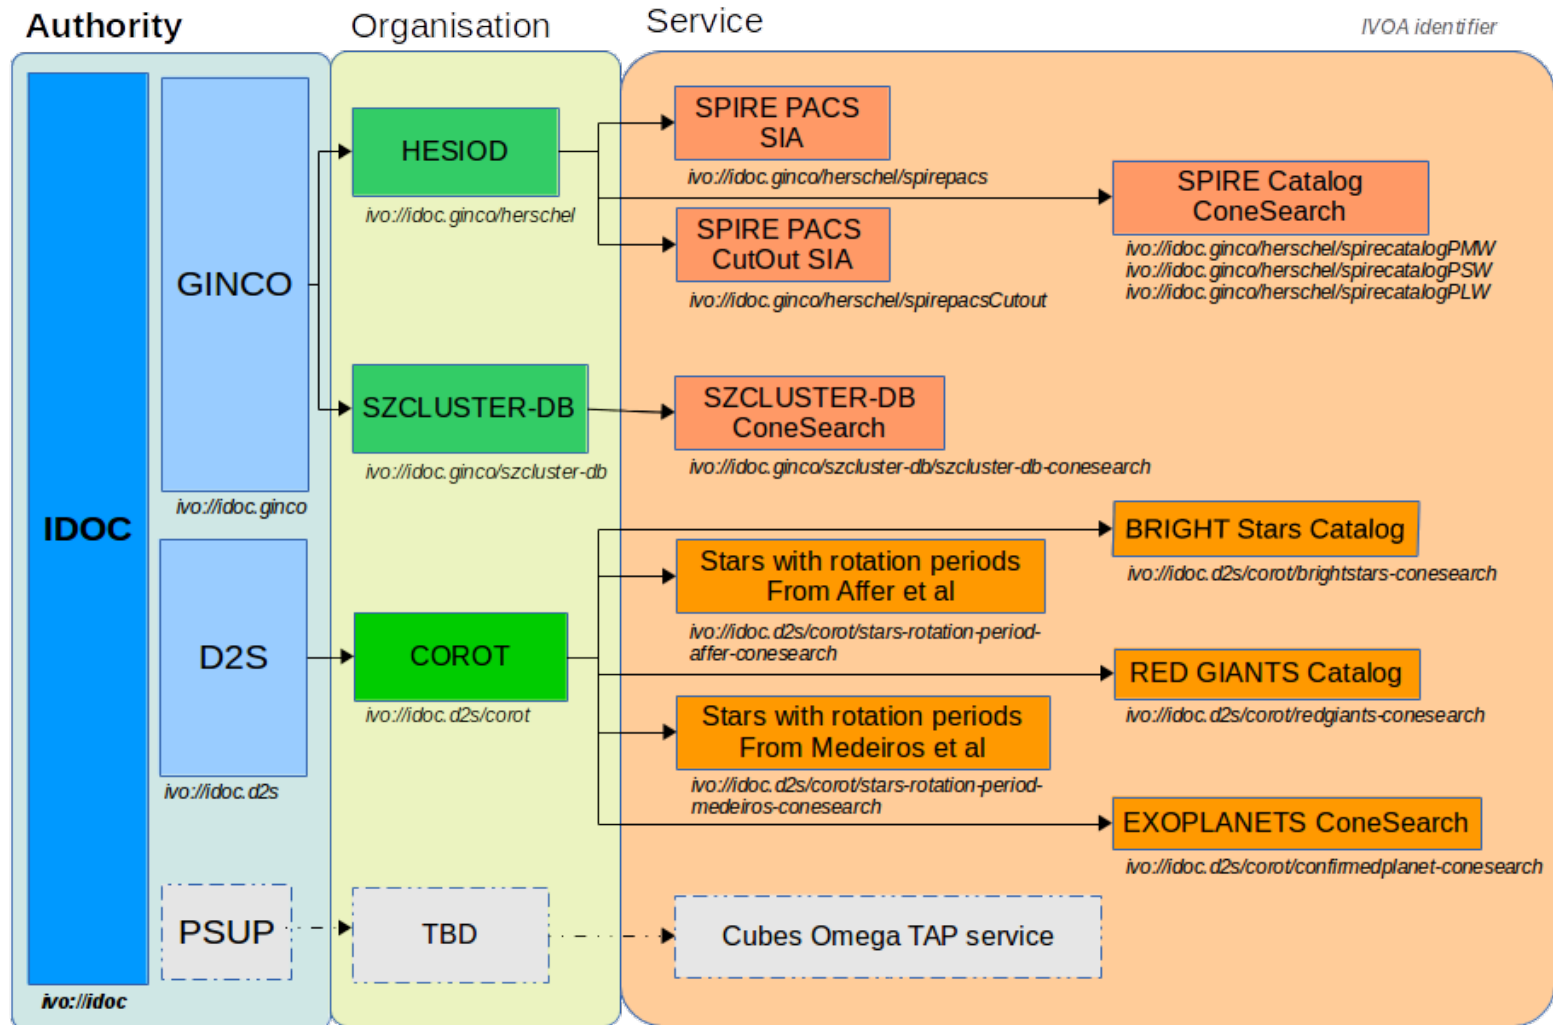 Authority
Organisation
Service
IVOA identifier
IDOC
ivo://idoc
GINCO
ivo://idoc.ginco
D2S
ivo://idoc.d2s
PSUP
HESIOD
ivo://idoc.ginco/herschel
SZCLUSTER-DB
ivo://idoc.ginco/szcluster-db
COROT
ivo://idoc.d2s/corot
TBD
SPIRE PACS
SIA
ivo://idoc.ginco/herschel/spirepacs
SPIRE Catalog
ConeSearch
ivo://idoc.ginco/herschel/spirecatalogPMW
ivo://idoc.ginco/herschel/spirecatalogPSW
ivo://idoc.ginco/herschel/spirecatalogPLW
SPIRE PACS
CutOut SIA
ivo://idoc.ginco/herschel/spirepacsCutout
SZCLUSTER-DB
ConeSearch
ivo://idoc.ginco/szcluster-db/szcluster-db-conesearch
BRIGHT Stars Catalog
ivo://idoc.d2s/corot/brightstars-conesearch
Stars with rotation periods
From Affer et al
ivo://idoc.d2s/corot/stars-rotation-period-
affer-conesearch
RED GIANTS Catalog
ivo://idoc.d2s/corot/redgiants-conesearch
Stars with rotation periods
From Medeiros et al
ivo://idoc.d2s/corot/stars-rotation-period-
medeiros-conesearch
EXOPLANETS ConeSearch
ivo://idoc.d2s/corot/confirmedplanet-conesearch
Cubes Omega TAP service